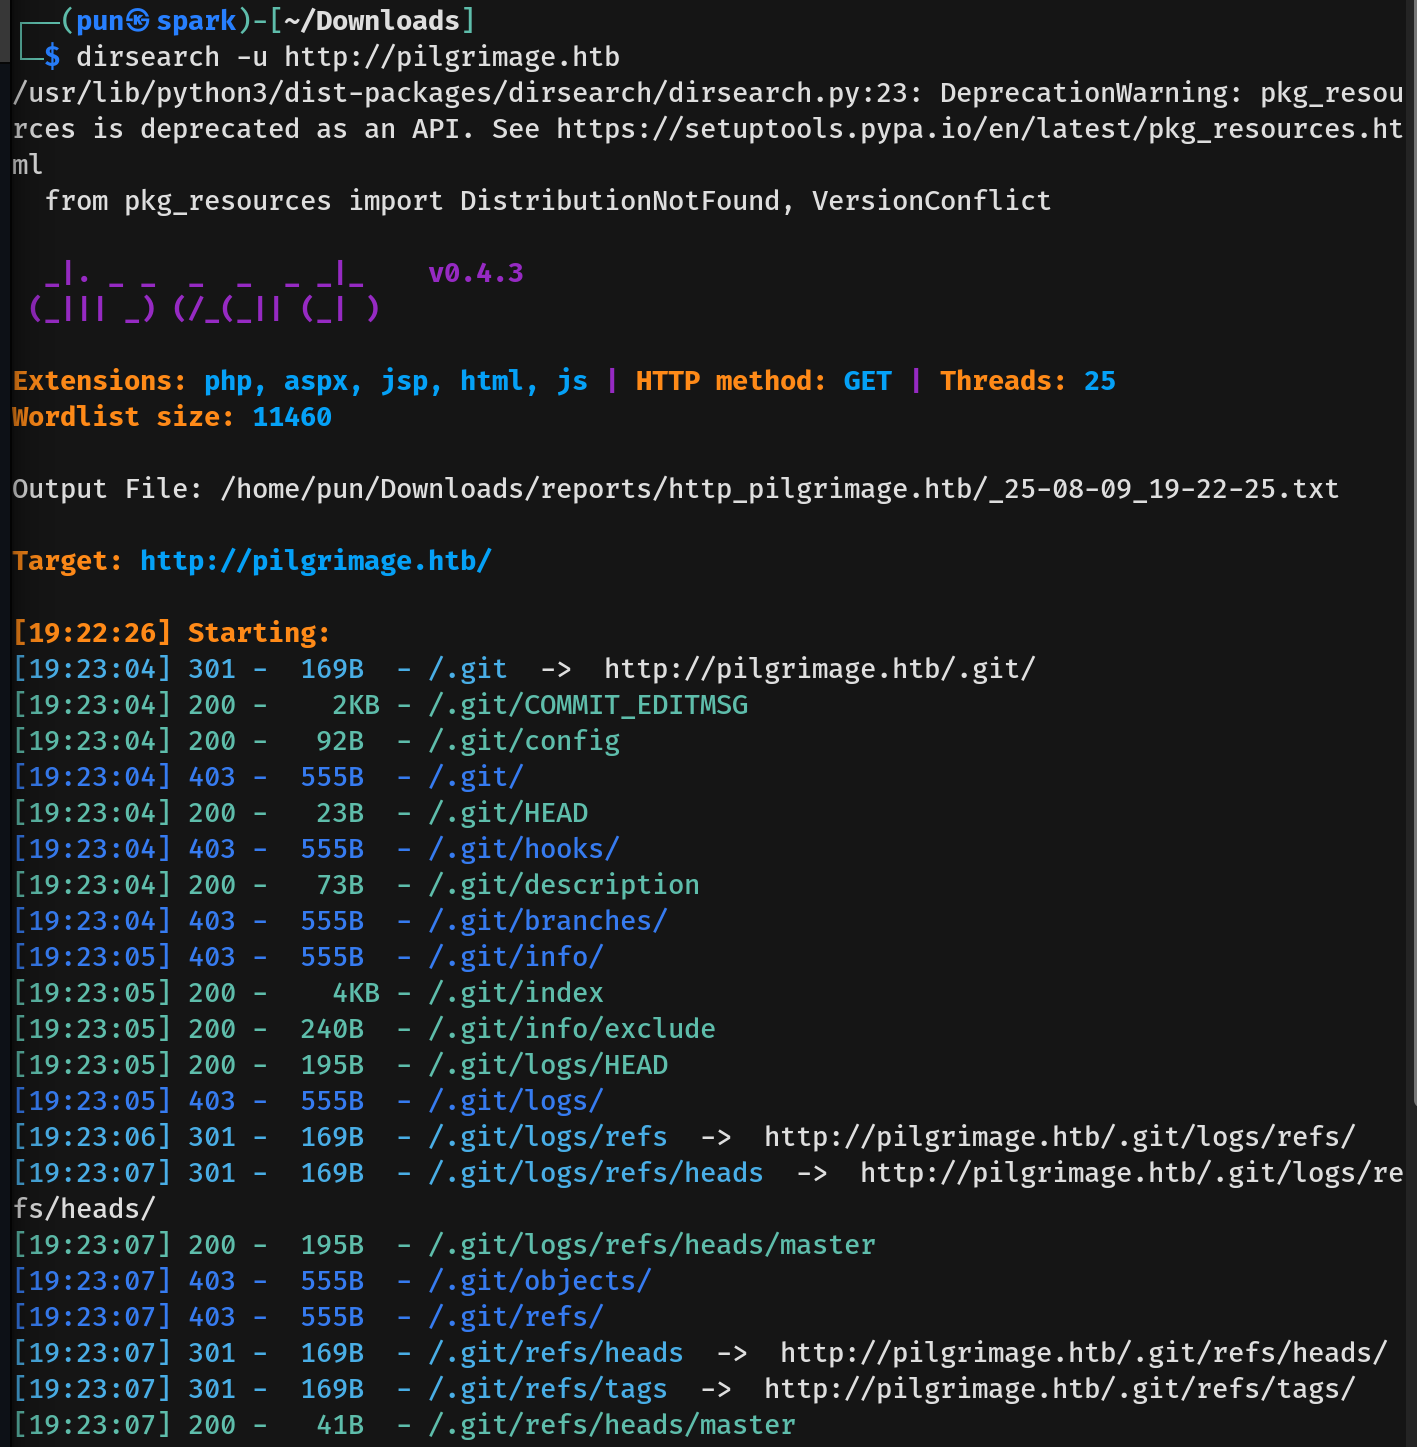 ┌──(pun㉿spark)-[~/Downloads]
└─$ dirsearch -u http://pilgrimage.htb
/usr/lib/python3/dist-packages/dirsearch/dirsearch.py:23: DeprecationWarning: pkg_resou
rces is deprecated as an API. See https://setuptools.pypa.io/en/latest/pkg_resources.ht
ml
  from pkg_resources import DistributionNotFound, VersionConflict

  _|. _ _  _  _  _ _|_    v0.4.3
 (_||| _) (/_(_|| (_| )

Extensions: php, aspx, jsp, html, js | HTTP method: GET | Threads: 25
Wordlist size: 11460

Output File: /home/pun/Downloads/reports/http_pilgrimage.htb/_25-08-09_19-22-25.txt

Target: http://pilgrimage.htb/

[19:22:26] Starting:
[19:23:04] 301 -  169B  - /.git  ->  http://pilgrimage.htb/.git/
[19:23:04] 200 -    2KB - /.git/COMMIT_EDITMSG
[19:23:04] 200 -   92B  - /.git/config
[19:23:04] 403 -  555B  - /.git/
[19:23:04] 200 -   23B  - /.git/HEAD
[19:23:04] 403 -  555B  - /.git/hooks/
[19:23:04] 200 -   73B  - /.git/description
[19:23:04] 403 -  555B  - /.git/branches/
[19:23:05] 403 -  555B  - /.git/info/
[19:23:05] 200 -    4KB - /.git/index
[19:23:05] 200 -  240B  - /.git/info/exclude
[19:23:05] 200 -  195B  - /.git/logs/HEAD
[19:23:05] 403 -  555B  - /.git/logs/
[19:23:06] 301 -  169B  - /.git/logs/refs  ->  http://pilgrimage.htb/.git/logs/refs/
[19:23:07] 301 -  169B  - /.git/logs/refs/heads  ->  http://pilgrimage.htb/.git/logs/re
fs/heads/
[19:23:07] 200 -  195B  - /.git/logs/refs/heads/master
[19:23:07] 403 -  555B  - /.git/objects/
[19:23:07] 403 -  555B  - /.git/refs/
[19:23:07] 301 -  169B  - /.git/refs/heads  ->  http://pilgrimage.htb/.git/refs/heads/
[19:23:07] 301 -  169B  - /.git/refs/tags  ->  http://pilgrimage.htb/.git/refs/tags/
[19:23:07] 200 -   41B  - /.git/refs/heads/master